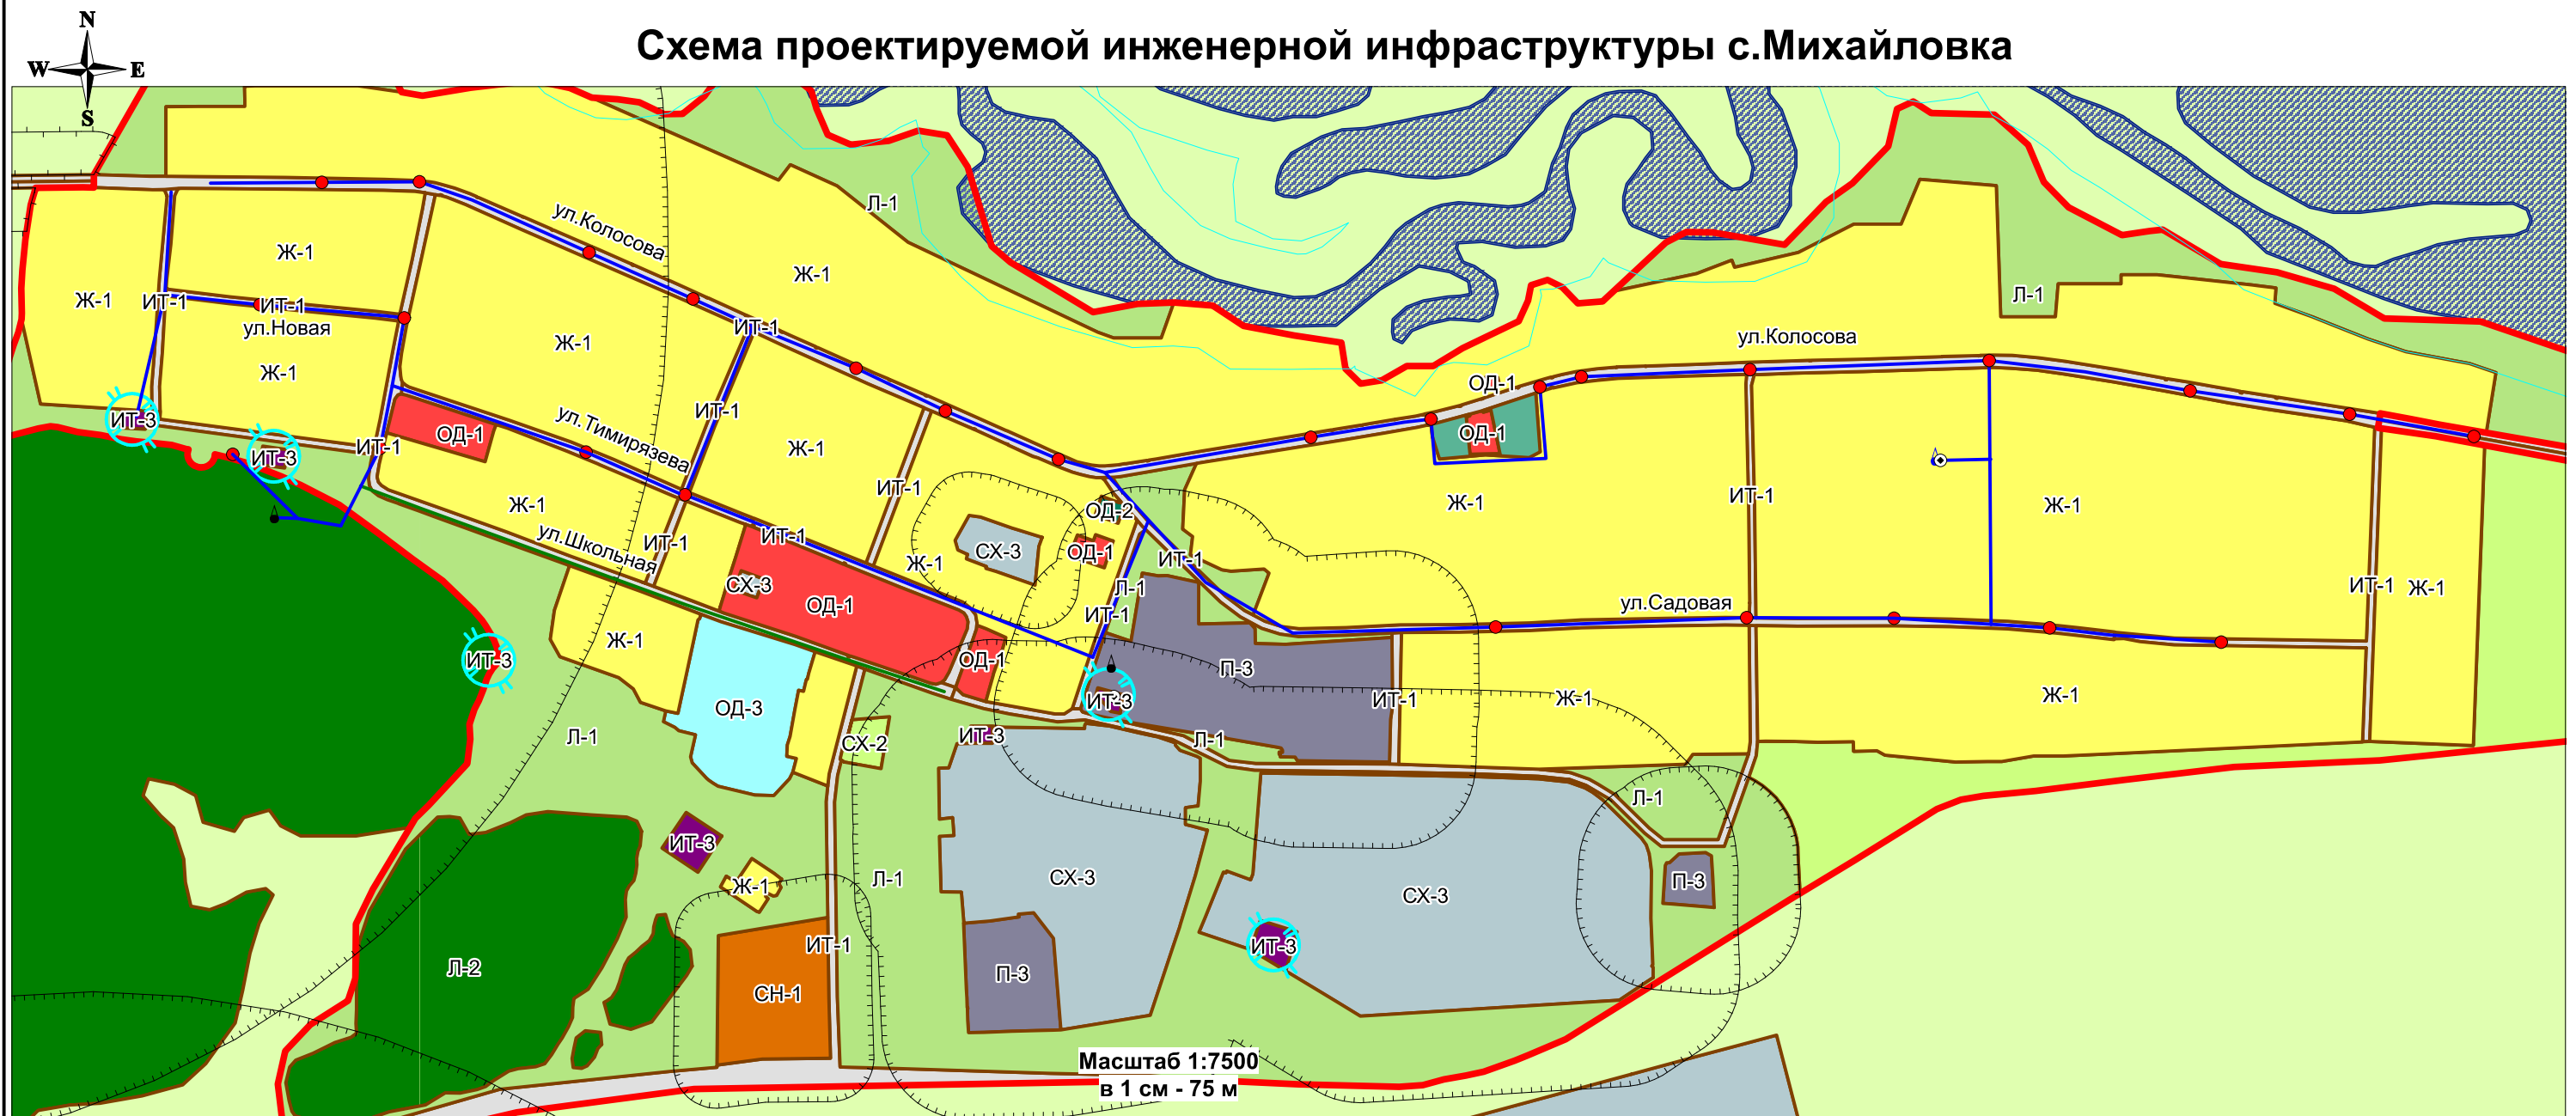 N
Схема проектируемой инженерной инфраструктуры с.Михайловка
W E
S
Л-1
ул.Колосова
Ж-1
Ж-1
Ж-1
ИТ-1
ИТ-1
ул.Новая
Л-1
ИТ-1
ул.Колосова
Ж-1
Ж-1
ОД-1
ИТ-1
ИТ-3
ул.Тимирязева
ОД-1
ОД-1
ИТ-1
Ж-1
ИТ-3
ИТ-1
ИТ-1
Ж-1
Ж-1
Ж-1
ОД-2
ул.Школьная
ИТ-1
ИТ-1
СХ-3
ОД-1
ИТ-1
Ж-1
СХ-3
Л-1
ИТ-1
Ж-1
ОД-1
ИТ-1
ул.Садовая
Ж-1
ИТ-3
ОД-1
П-3
ИТ-3
ИТ-1
Ж-1
Ж-1
ОД-3
Л-1
СХ-2
ИТ-3
Л-1
Л-1
ИТ-3
Ж-1
Л-1
СХ-3
СХ-3
П-3
ИТ-1
ИТ-3
Л-2
П-3
СН-1
Масштаб 1:7500
в 1 см - 75 м